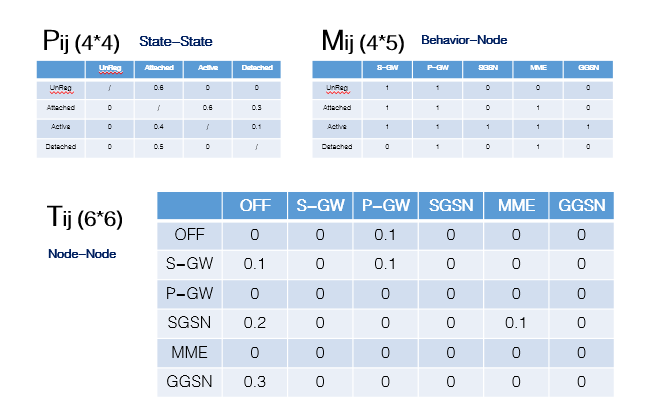 Pij (4*4) State-State
UnReg Attached Active Detached
UnReg / 0.6 0 0
Attached 0 / 0.6 0.3
Active 0 0.4 / 0.1
Detached 0 0.5 0 /
Mij (4*5) Behavior-Node
S-GW P-GW SGSN MME GGSN
UnReg 1 1 0 0 0
Attached 1 1 0 1 0
Active 1 1 1 1 1
Detached 0 1 0 1 0
Tij (6*6)
Node-Node
OFF S-GW P-GW SGSN MME GGSN
OFF 0 0 0.1 0 0 0
S-GW 0.1 0 0.1 0 0 0
P-GW 0 0 0 0 0 0
SGSN 0.2 0 0 0 0.1 0
MME 0 0 0 0 0 0
GGSN 0.3 0 0 0 0 0